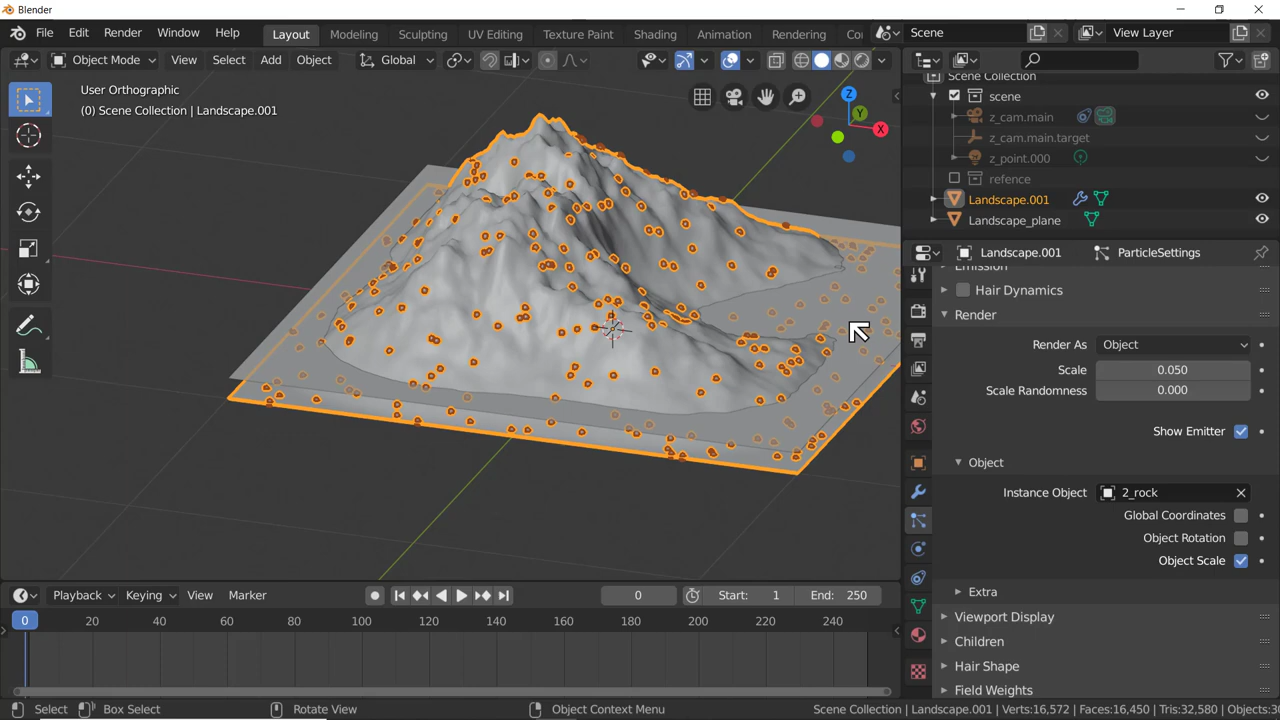 Blender
File Edit Render Window Help Layout Modeling Sculpting UV Editing Texture Paint Shading Animation Rendering Co Scene View Layer
Object Mode View Select Add Object Global
User Orthographic
(0) Scene Collection | Landscape.001
Z
Y
X
Scene Collection
scene
z_cam.main
z_cam.main.target
z_point.000
refence
Landscape.001
Landscape_plane
Landscape.001 ParticleSettings
Emission
Hair Dynamics
Render
Render As Object
Scale 0.050
Scale Randomness 0.000
Show Emitter
Object
Instance Object 2_rock
Global Coordinates
Object Rotation
Object Scale
Extra
Viewport Display
Children
Hair Shape
Field Weights
Playback Keying View Marker 0 Start: 1 End: 250
0 20 40 60 80 100 120 140 160 180 200 220 240
Select Box Select Rotate View Object Context Menu Scene Collection | Landscape.001 | Verts:16,572 | Faces:16,450 | Tris:32,580 | Objects:3